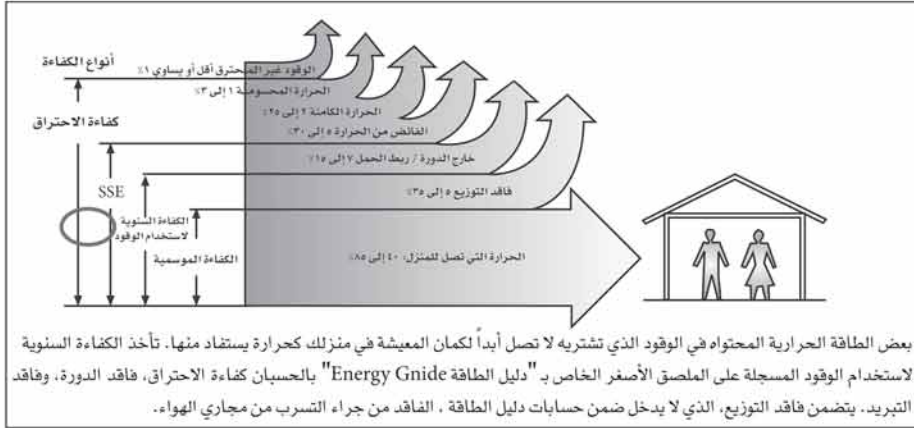 أنواع الكفاءة
الوقود غير المحترق أقل أو يساوي ١٪
الحرارة المحسوسة ١ إلى ٣٪
كفاءة الاحتراق
الحرارة الكامنة ٢ إلى ٢٥٪
الفائض من الحرارة ٥ إلى ٣٠٪
خارج الدورة / ربط الحمل ٧ إلى ١٥٪
SSE
فاقد التوزيع ٥ إلى ٣٥٪
الكفاءة السنوية
لاستخدام الوقود
الكفاءة الموسمية
الحرارة التي تصل للمنزل، ٤٠ إلى ٨٥٪
بعض الطاقة الحرارية المحتواه في الوقود الذي تشتريه لا تصل أبداً لكمان المعيشة في منزلك كحرارة يستفاد منها. تأخذ الكفاءة السنوية
لاستخدام الوقود المسجلة على الملصق الأصغر الخاص بـ "دليل الطاقة Energy Gnide" بالحسبان كفاءة الاحتراق، فاقد الدورة، وفاقد
التبريد. يتضمن فاقد التوزيع، الذي لا يدخل ضمن حسابات دليل الطاقة ، الفاقد من جراء التسرب من مجاري الهواء.